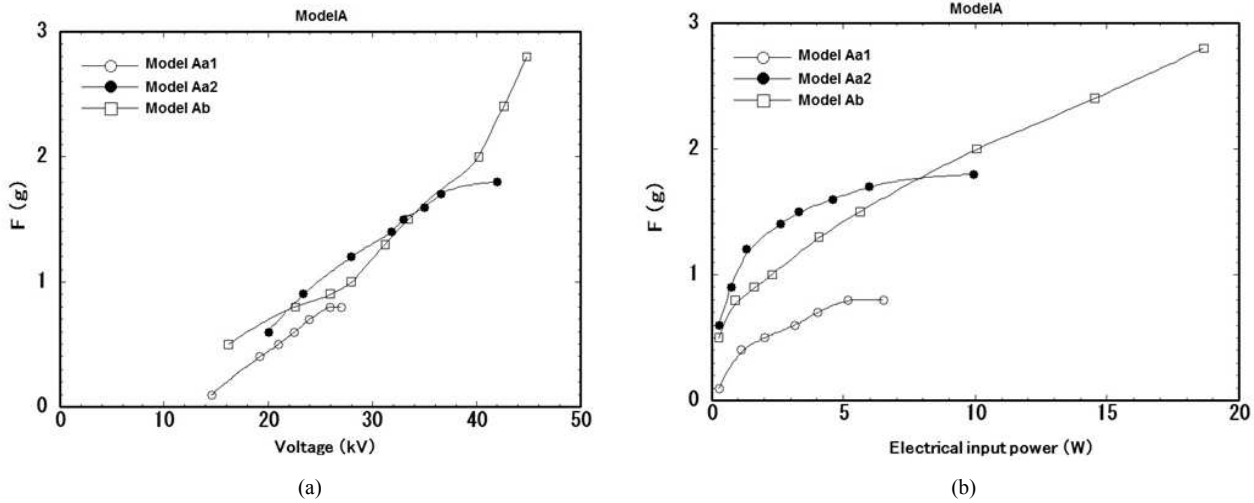 ModelA
3
2
1
0
F (g)
Model Aa1
Model Aa2
Model Ab
0
10
20
30
40
50
Voltage (kV)
(a)
ModelA
3
2
1
0
F (g)
Model Aa1
Model Aa2
Model Ab
0
5
10
15
20
Electrical input power (W)
(b)